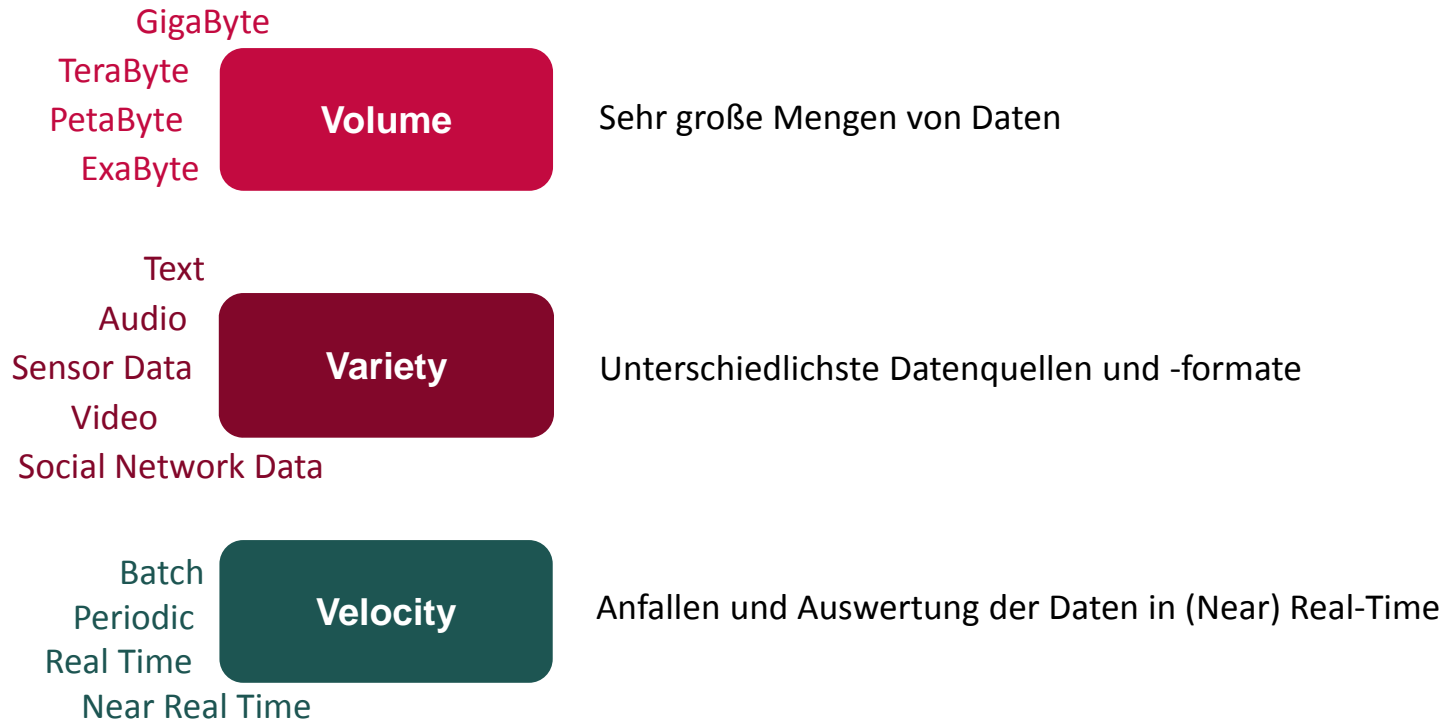 GigaByte
TeraByte
PetaByte
ExaByte
Volume
Sehr große Mengen von Daten
Text
Audio
Sensor Data
Video
Social Network Data
Variety
Unterschiedlichste Datenquellen und -formate
Batch
Periodic
Real Time
Near Real Time
Velocity
Anfallen und Auswertung der Daten in (Near) Real-Time